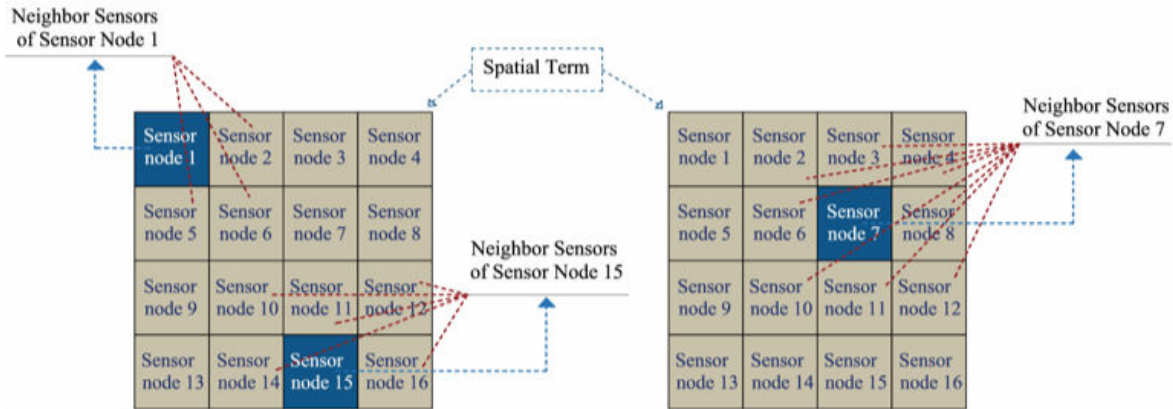 Neighbor Sensors
of Sensor Node 1
Spatial Term
Neighbor Sensors
of Sensor Node 7
Sensor
node 1
Sensor
node 2
Sensor
node 3
Sensor
node 4
Sensor
node 5
Sensor
node 6
Sensor
node 7
Sensor
node 8
Neighbor Sensors
of Sensor Node 15
Sensor
node 9
Sensor
node 10
Sensor
node 11
Sensor
node 12
Sensor
node 13
Sensor
node 14
Sensor
node 15
Sensor
node 16
Sensor
node 1
Sensor
node 2
Sensor
node 3
Sensor
node 4
Sensor
node 5
Sensor
node 6
Sensor
node 7
Sensor
node 8
Sensor
node 9
Sensor
node 10
Sensor
node 11
Sensor
node 12
Sensor
node 13
Sensor
node 14
Sensor
node 15
Sensor
node 16